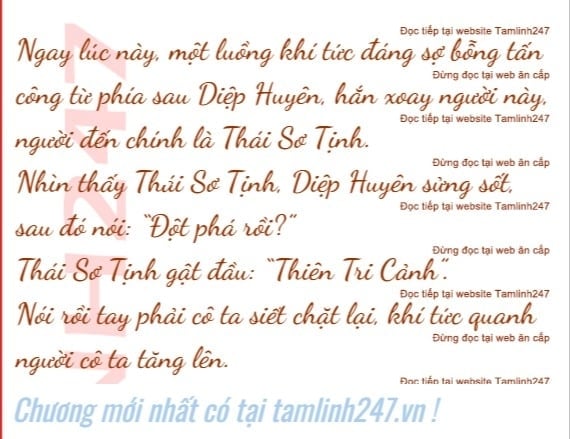 Đọc tiếp tại website Tamlinh247
Ngay lúc này, một luồng khí tức đáng sợ bỗng tấn
Đừng đọc tại web ăn cắp
công từ phía sau Diệp Huyên, hắn xoay người này,
Đọc tiếp tại website Tamlinh247
người đến chính là Thái Sơ Tịnh.
Đừng đọc tại web ăn cắp
Nhìn thấy Thái Sơ Tịnh, Diệp Huyên sửng sốt,
Đọc tiếp tại website Tamlinh247
sau đó nói: “Đột phá rồi?”
Đừng đọc tại web ăn cắp
Thái Sơ Tịnh gật đầu: “Thiên Tri Cảnh”.
Đọc tiếp tại website Tamlinh247
Nói rồi tay phải cô ta siết chặt lại, khí tức quanh
Đừng đọc tại web ăn cắp
người cô ta tăng lên.
Đọc tiếp tại website Tamlinh247
Chương mới nhất có tại tamlinh247.vn !
NH247